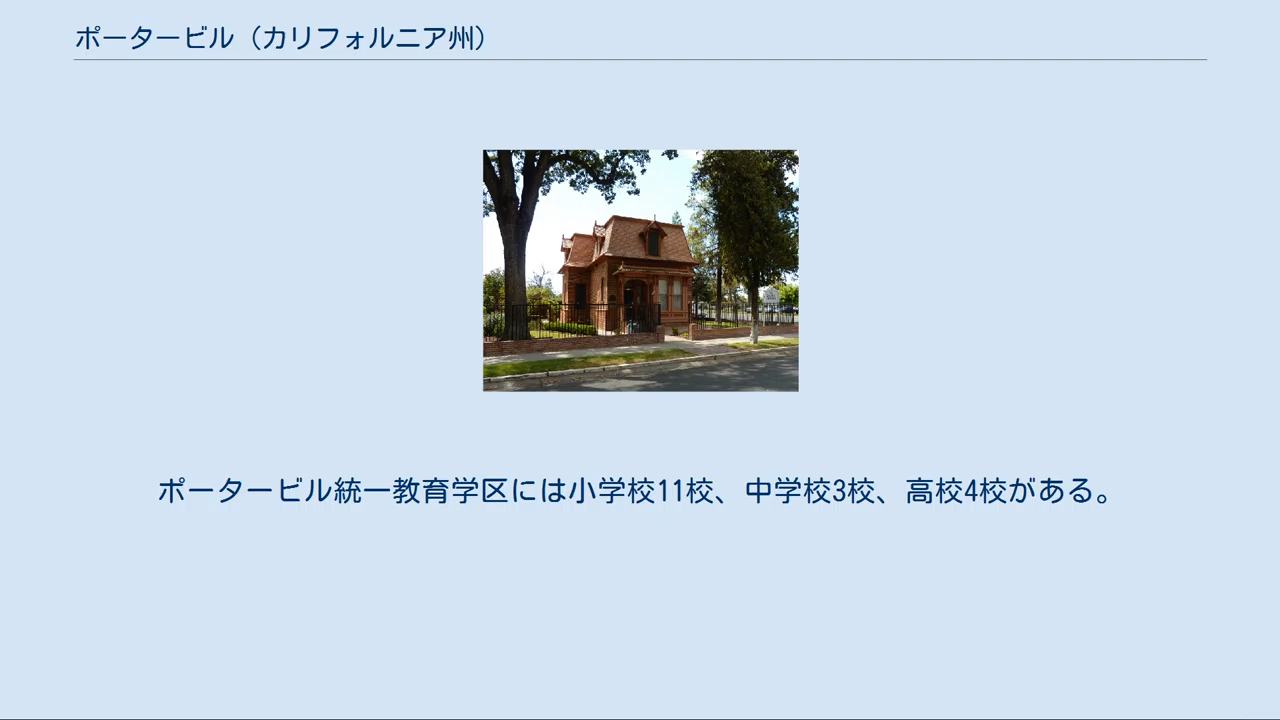 ポータービル（カリフォルニア州）
ポータービル統一教育学区には小学校11校、中学校3校、高校4校がある。